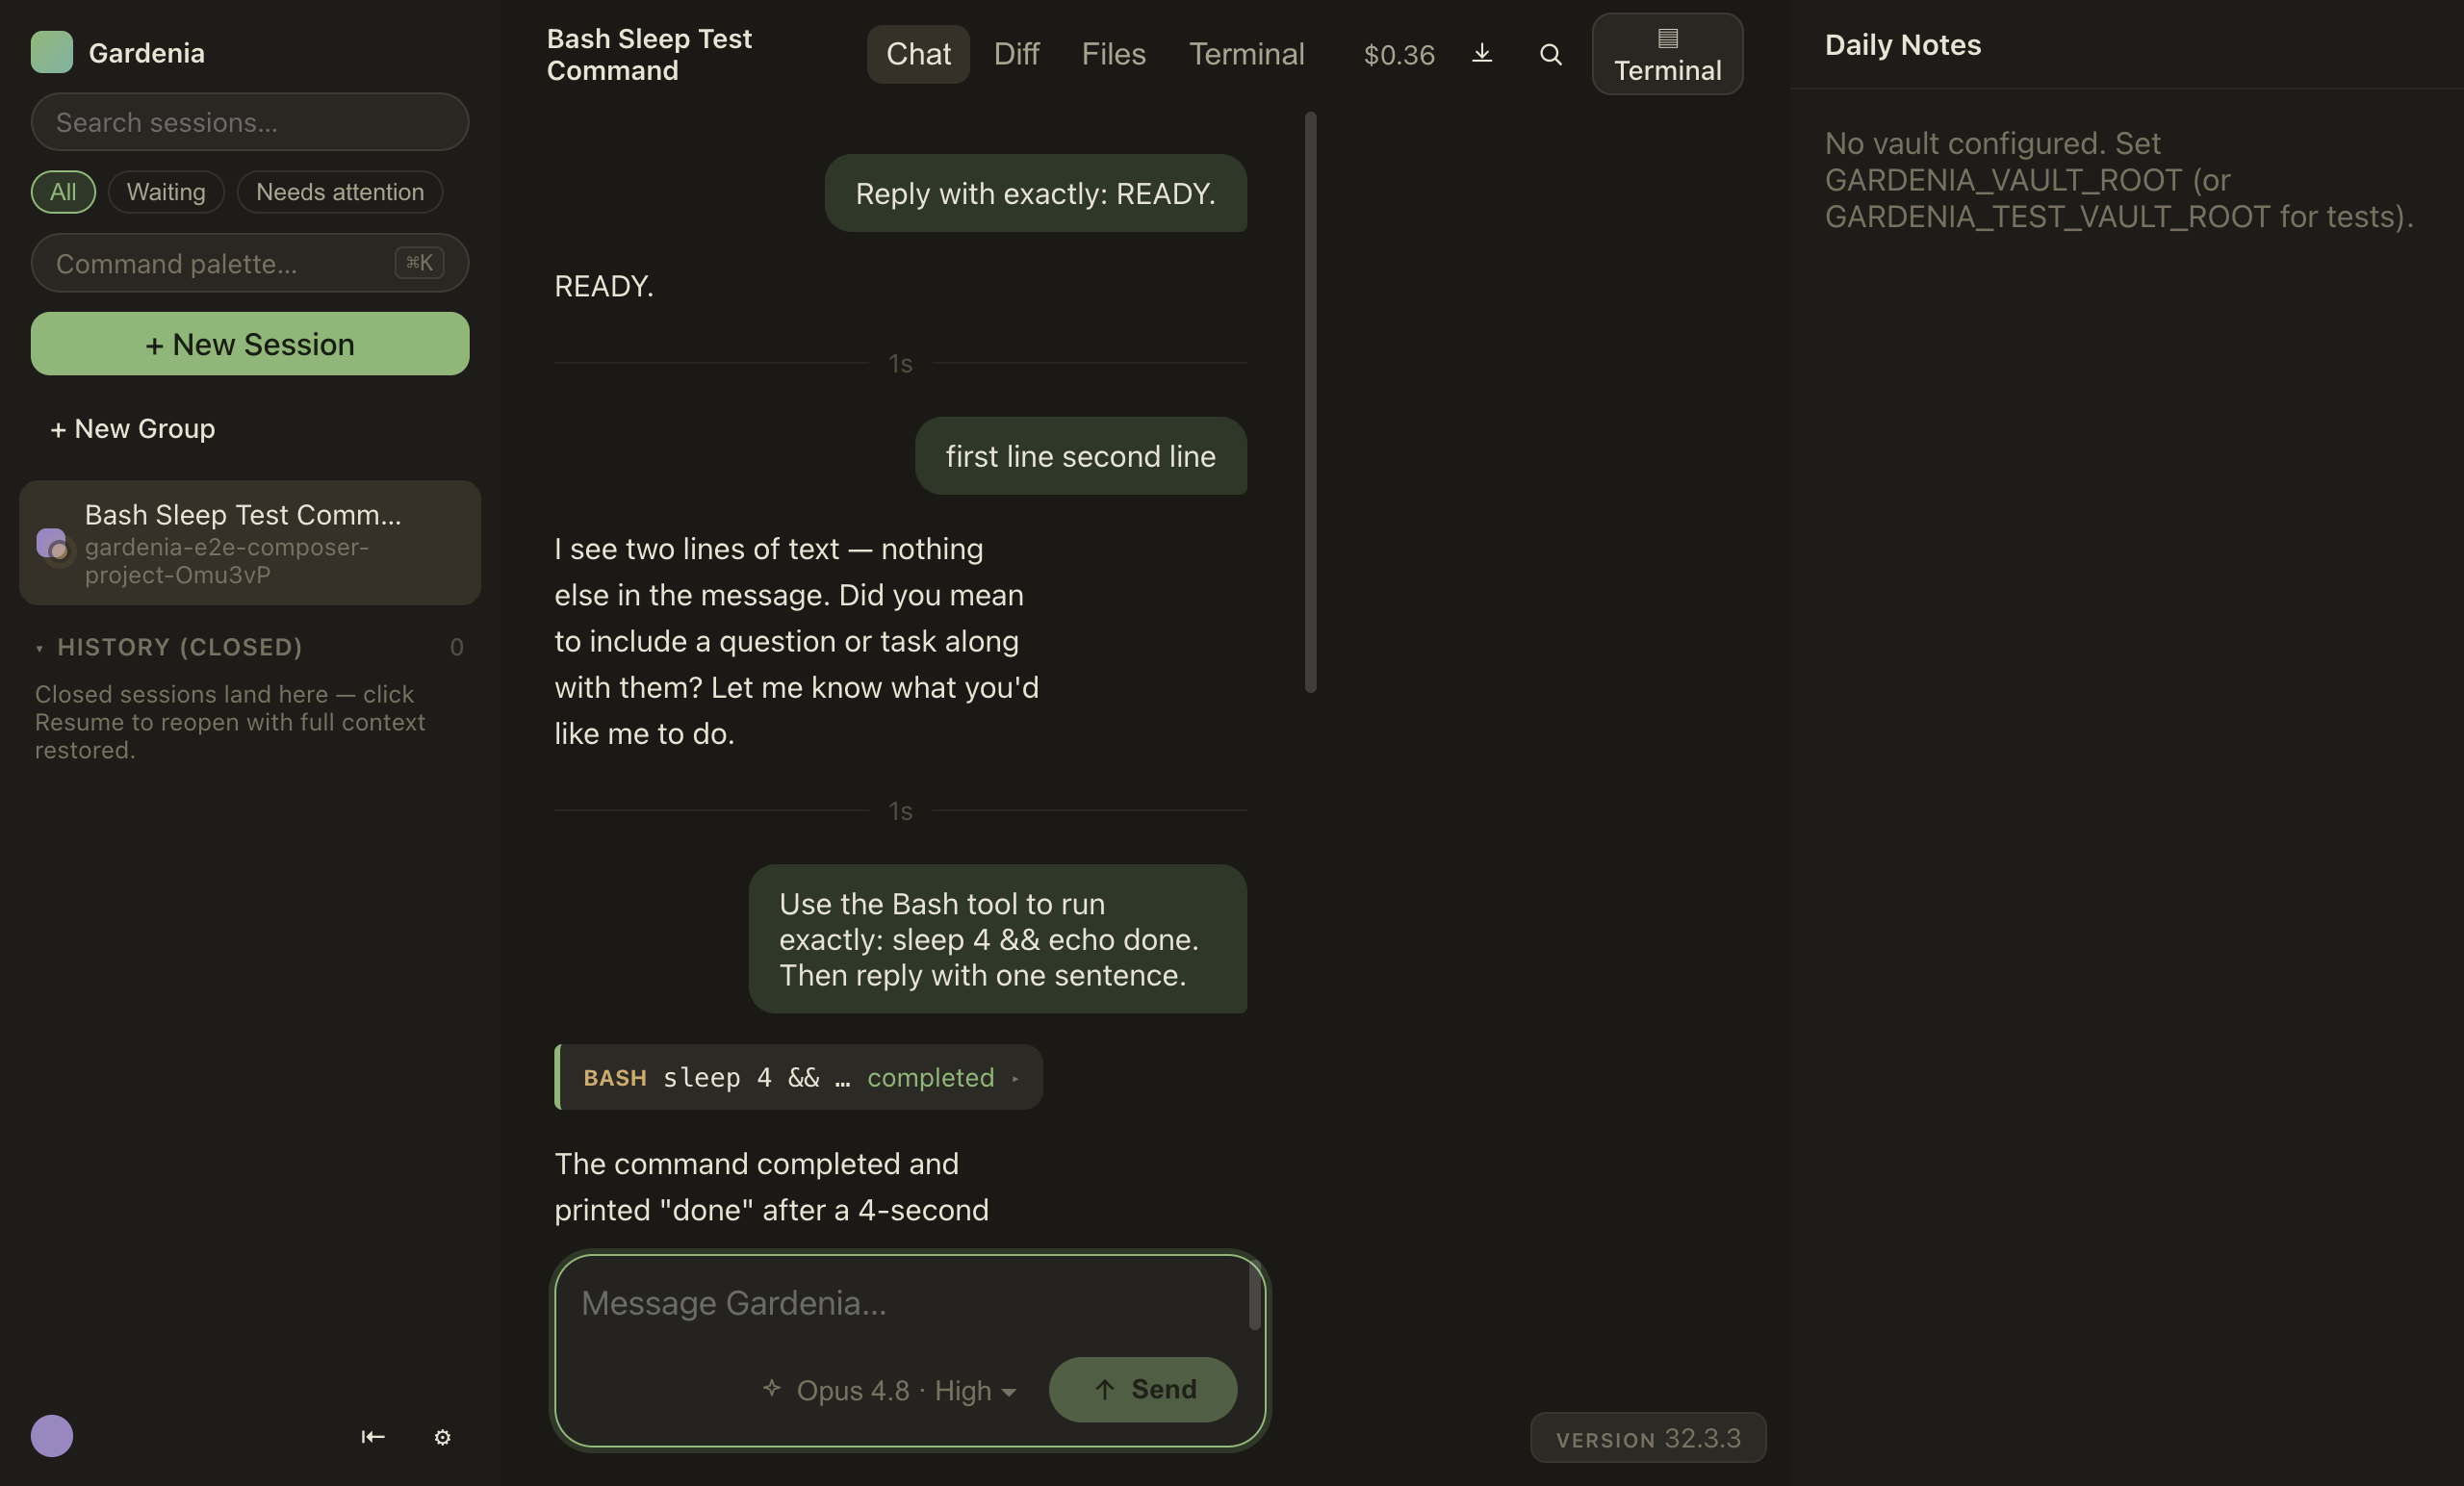 Gardenia
Search sessions...
All
Waiting
Needs attention
Command palette...
⌘K
+ New Session
+ New Group
Bash Sleep Test Comm...
gardenia-e2e-composer-
project-Omu3vP
HISTORY (CLOSED)
0
Closed sessions land here — click
Resume to reopen with full context
restored.
Bash Sleep Test
Command
Chat
Diff
Files
Terminal
$0.36
Terminal
Reply with exactly: READY.
READY.
1s
first line second line
I see two lines of text — nothing
else in the message. Did you mean
to include a question or task along
with them? Let me know what you'd
like me to do.
1s
Use the Bash tool to run
exactly: sleep 4 && echo done.
Then reply with one sentence.
BASH sleep 4 && … completed
The command completed and
printed "done" after a 4-second
Message Gardenia...
Opus 4.8 · High
Send
VERSION 32.3.3
Daily Notes
No vault configured. Set
GARDENIA_VAULT_ROOT (or
GARDENIA_TEST_VAULT_ROOT for tests).